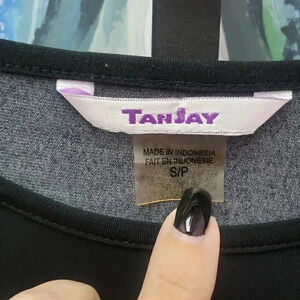 TANJAY
MADE IN INDONESIA
FAIT EN INDONESIE
S/P